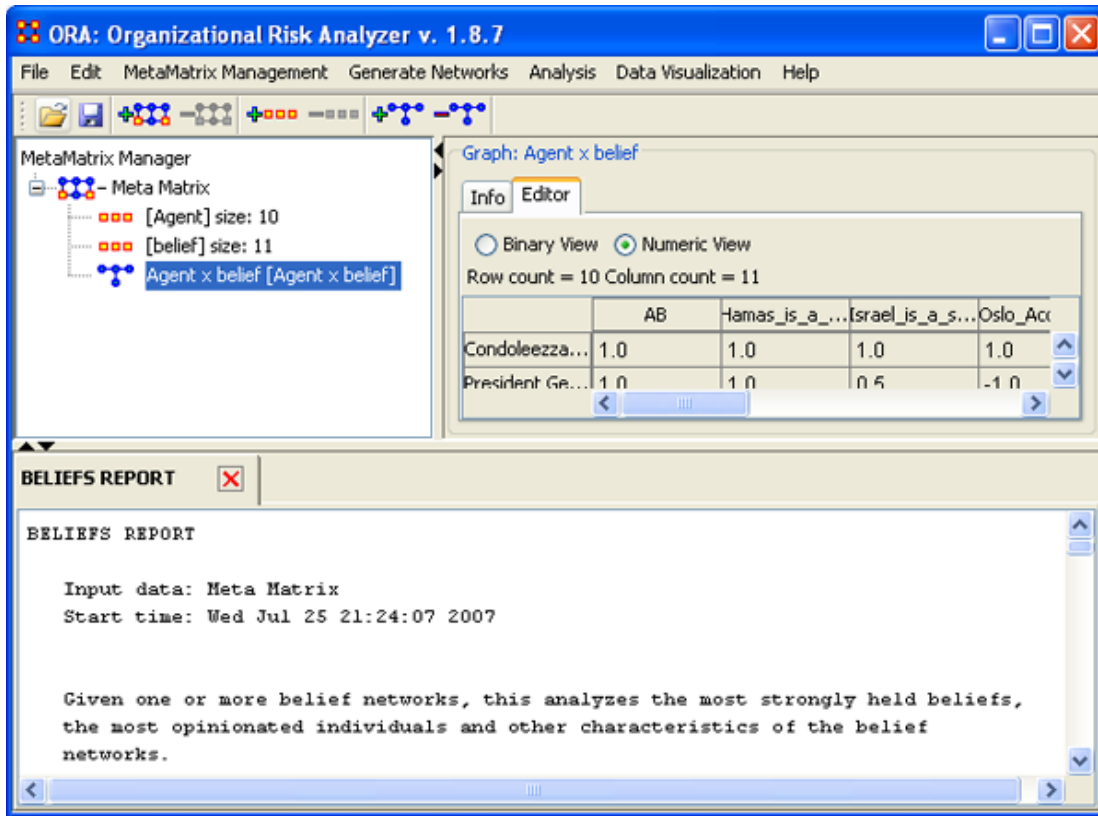 ORA: Organizational Risk Analyzer v. 1.8.7
File Edit MetaMatrix Management Generate Networks Analysis Data Visualization Help
MetaMatrix Manager
Meta Matrix
[Agent] size: 10
[belief] size: 11
Agent x belief [Agent x belief]
Graph: Agent x belief
Info Editor
Binary View Numeric View
Row count = 10 Column count = 11
AB Hamas_is_a_... Israel_is_a_s... Oslo_Acc
Condoleezza... 1.0 1.0 1.0 1.0
President Ge... 1.0 1.0 0.5 -1.0
BELIEFS REPORT
BELIEFS REPORT
Input data: Meta Matrix
Start time: Wed Jul 25 21:24:07 2007
Given one or more belief networks, this analyzes the most strongly held beliefs,
the most opinionated individuals and other characteristics of the belief
networks.